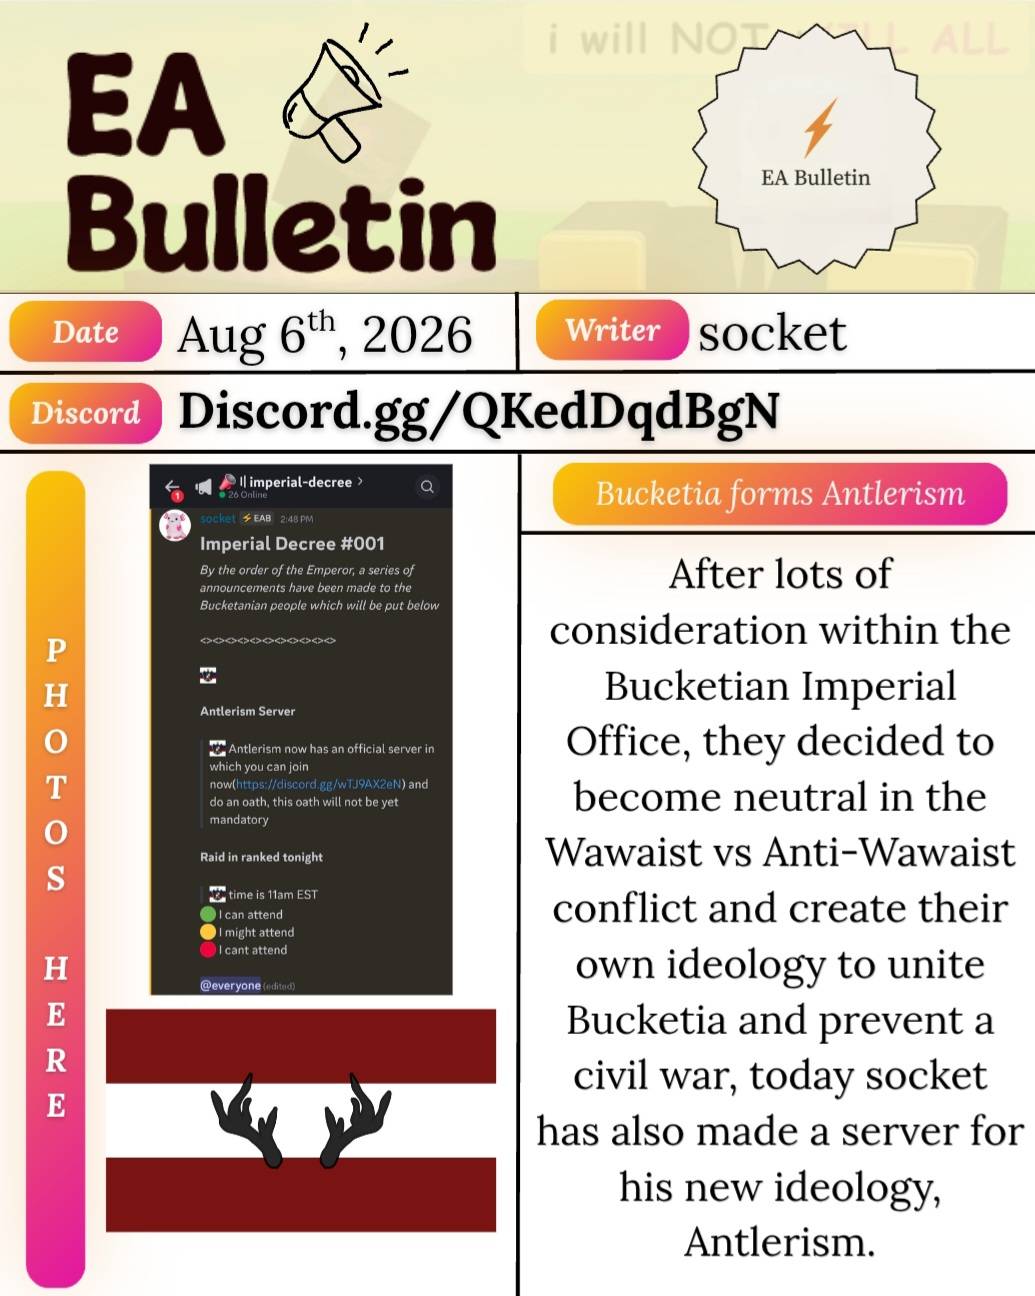 i will NOT KILL ALL
EA
Bulletin
EA Bulletin
Date
Aug 6th, 2026
Writer
socket
Discord
Discord.gg/QKedDqdBgN
PHOTOS HERE
imperial-decree
26 Online
1
socket ⚡EAB 2:48 PM
Imperial Decree #001
By the order of the Emperor, a series of
announcements have been made to the
Bucketanian people which will be put below
<><><><><><><><><><><>
Antlerism Server
Antlerism now has an official server in
which you can join
now(https://discord.gg/wTJ9AX2eN) and
do an oath, this oath will not be yet
mandatory
Raid in ranked tonight
time is 11am EST
I can attend
I might attend
I cant attend
@everyone (edited)
Bucketia forms Antlerism
After lots of
consideration within the
Bucketian Imperial
Office, they decided to
become neutral in the
Wawaist vs Anti-Wawaist
conflict and create their
own ideology to unite
Bucketia and prevent a
civil war, today socket
has also made a server for
his new ideology,
Antlerism.